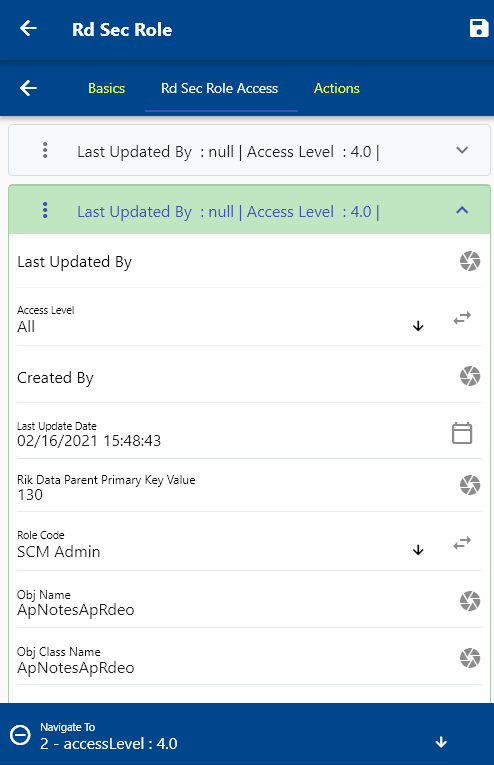 Rd Sec Role
Basics Rd Sec Role Access Actions
Last Updated By : null | Access Level : 4.0 |
Last Updated By : null | Access Level : 4.0 |
Last Updated By
Access Level
All
Created By
Last Update Date
02/16/2021 15:48:43
Rik Data Parent Primary Key Value
130
Role Code
SCM Admin
Obj Name
ApNotesApRdeo
Obj Class Name
ApNotesApRdeo
Navigate To
2 - accessLevel : 4.0